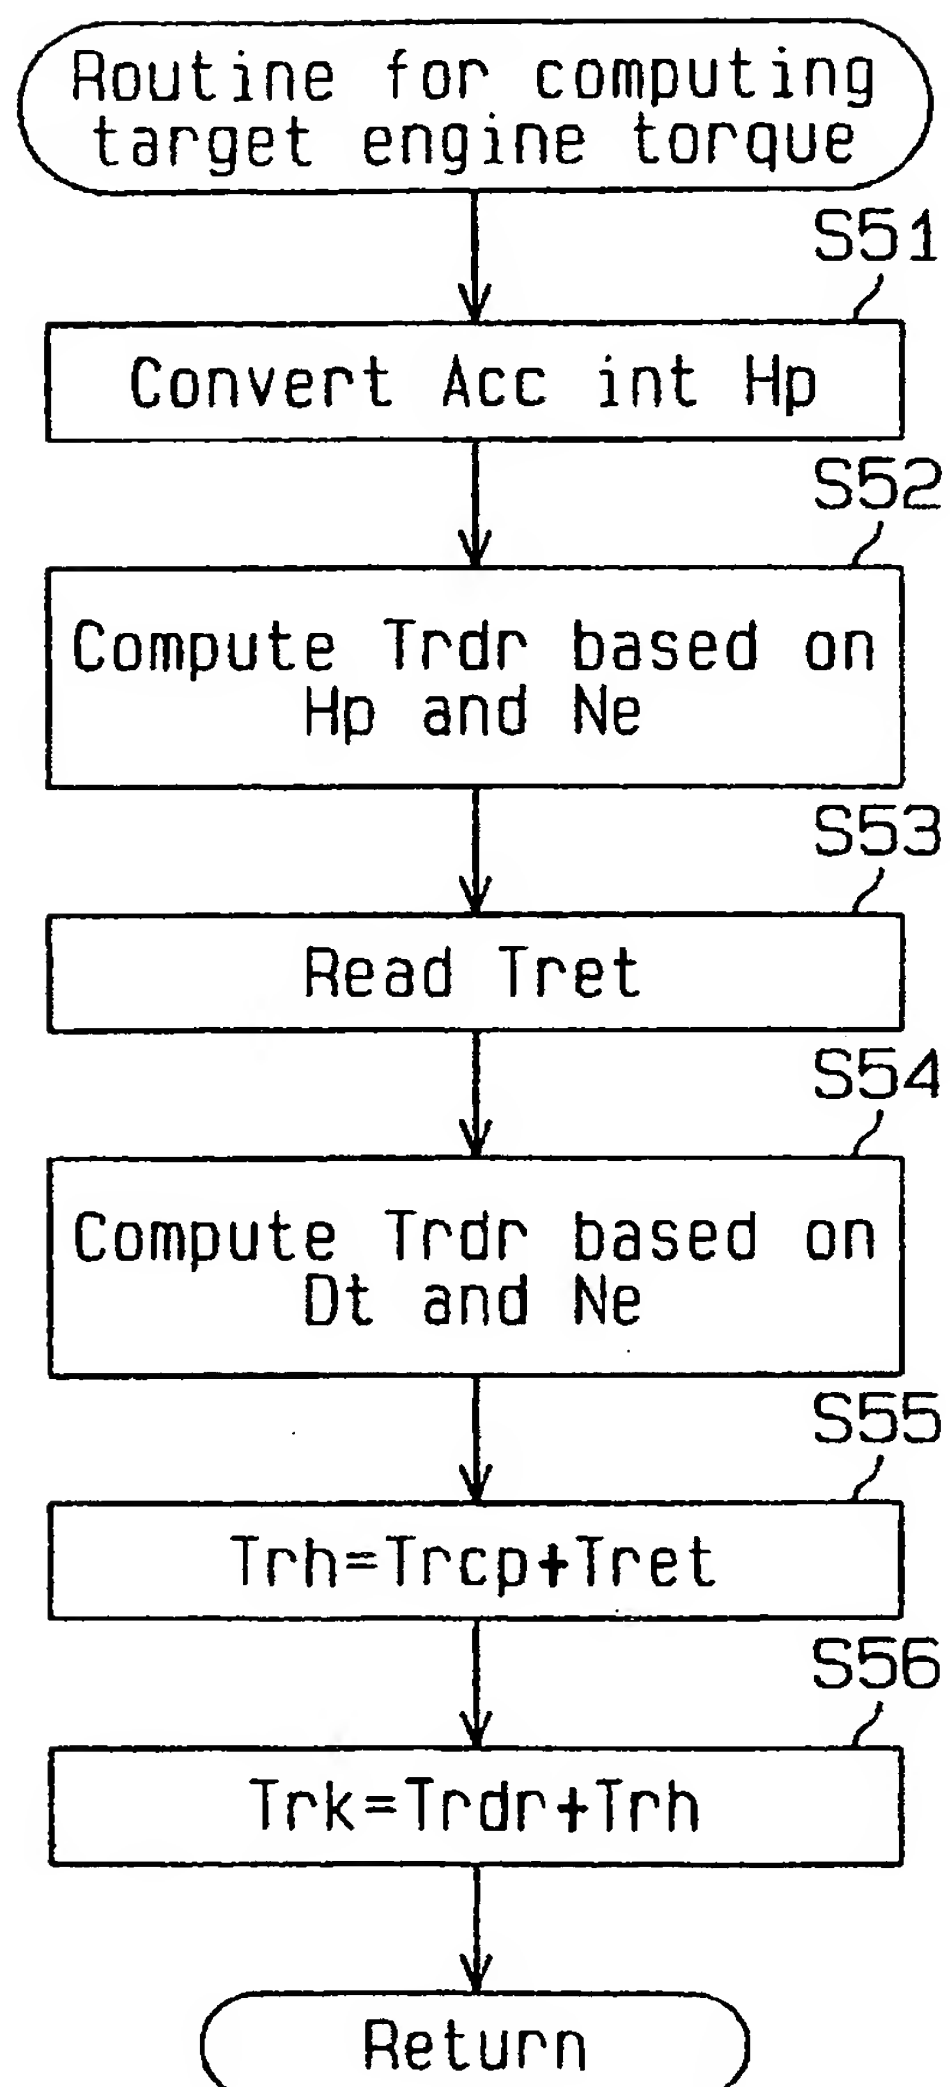 Routine for computing
target engine torque
S51
Convert Acc int Hp
S52
Compute Trdr based on
Hp and Ne
S53
Read Tret
S54
Compute Trdr based on
Dt and Ne
S55
Trh=Trcp+Tret
S56
Trk=Trdr+Trh
Return